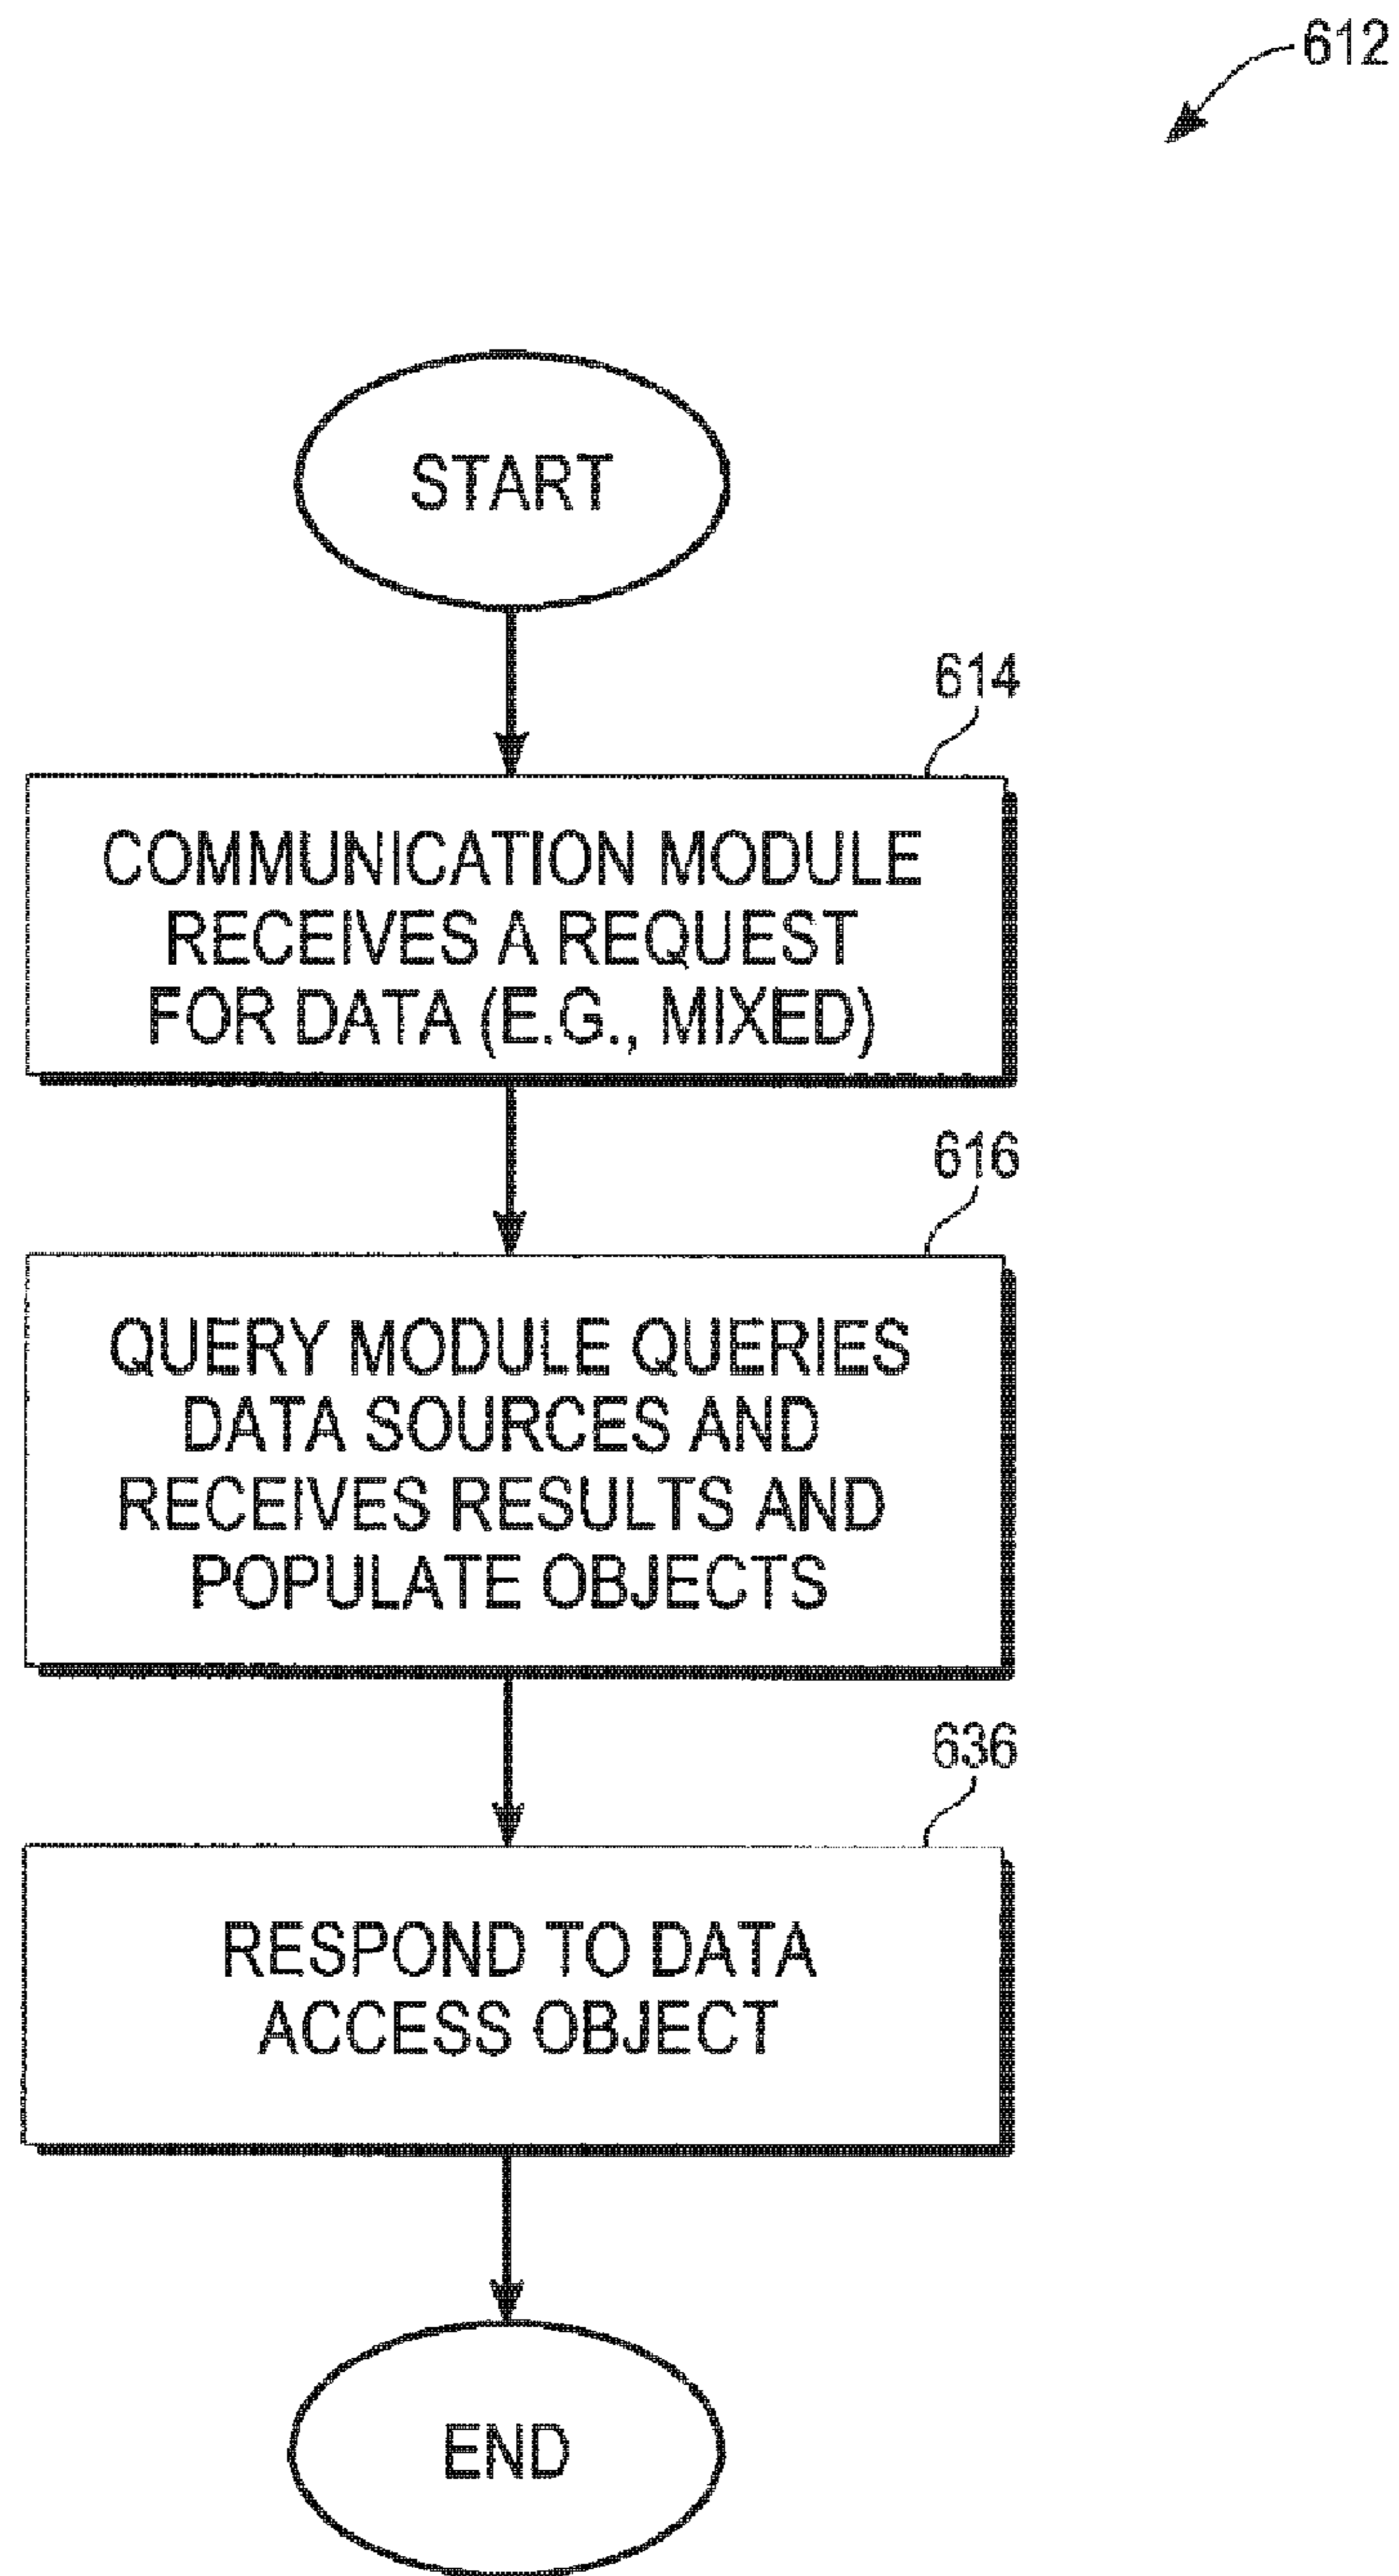 612
START
614
COMMUNICATION MODULE
RECEIVES A REQUEST
FOR DATA (E.G., MIXED)
616
QUERY MODULE QUERIES
DATA SOURCES AND
RECEIVES RESULTS AND
POPULATE OBJECTS
636
RESPOND TO DATA
ACCESS OBJECT
END